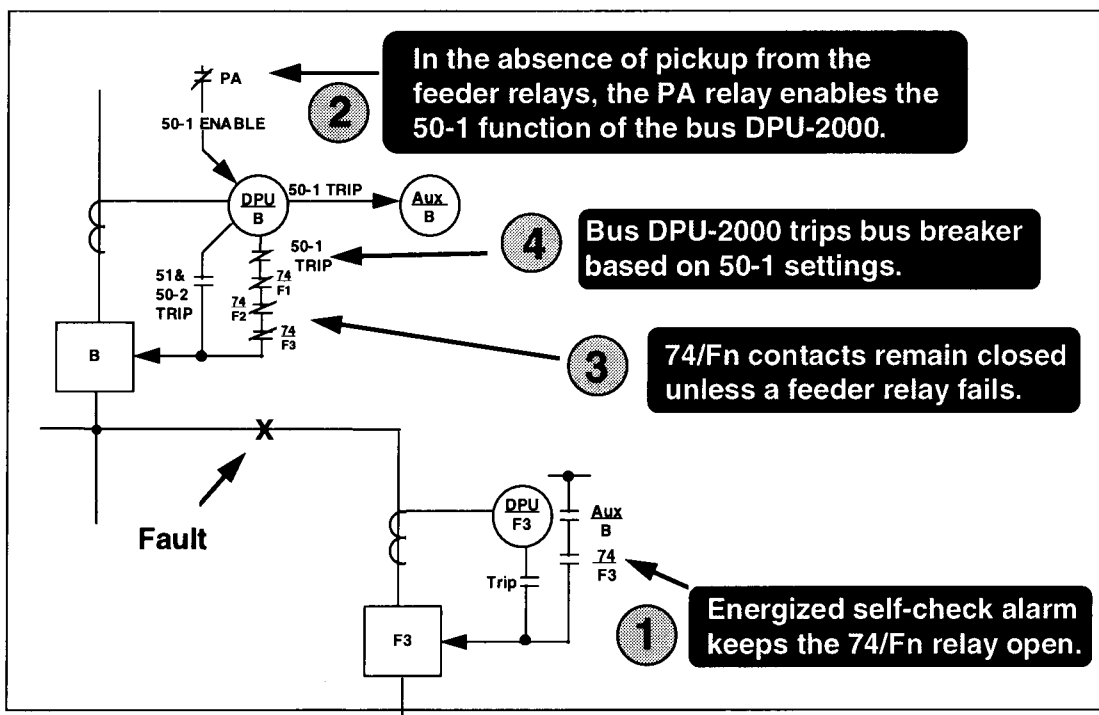 In the absence of pickup from the
feeder relays, the PA relay enables the
50-1 function of the bus DPU-2000.
2
PA
50-1 ENABLE
DPU
B
50-1 TRIP
Aux
B
50-1
TRIP
4
Bus DPU-2000 trips bus breaker
based on 50-1 settings.
51&
50-2
TRIP
74
F1
74
F2
74
F3
B
3
74/Fn contacts remain closed
unless a feeder relay fails.
X
Fault
DPU
F3
Aux
B
74
F3
Trip
F3
1
Energized self-check alarm
keeps the 74/Fn relay open.